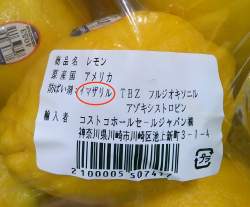 商品名 レモン
原産国 アメリカ
防ばい剤 イマザリル TBZ フルジオキソニル
アゾキシストロビン
輸入者 コストコホールセールジャパン㈱
神奈川県川崎市川崎区池上新町3-1-4
2100005507412
プラ